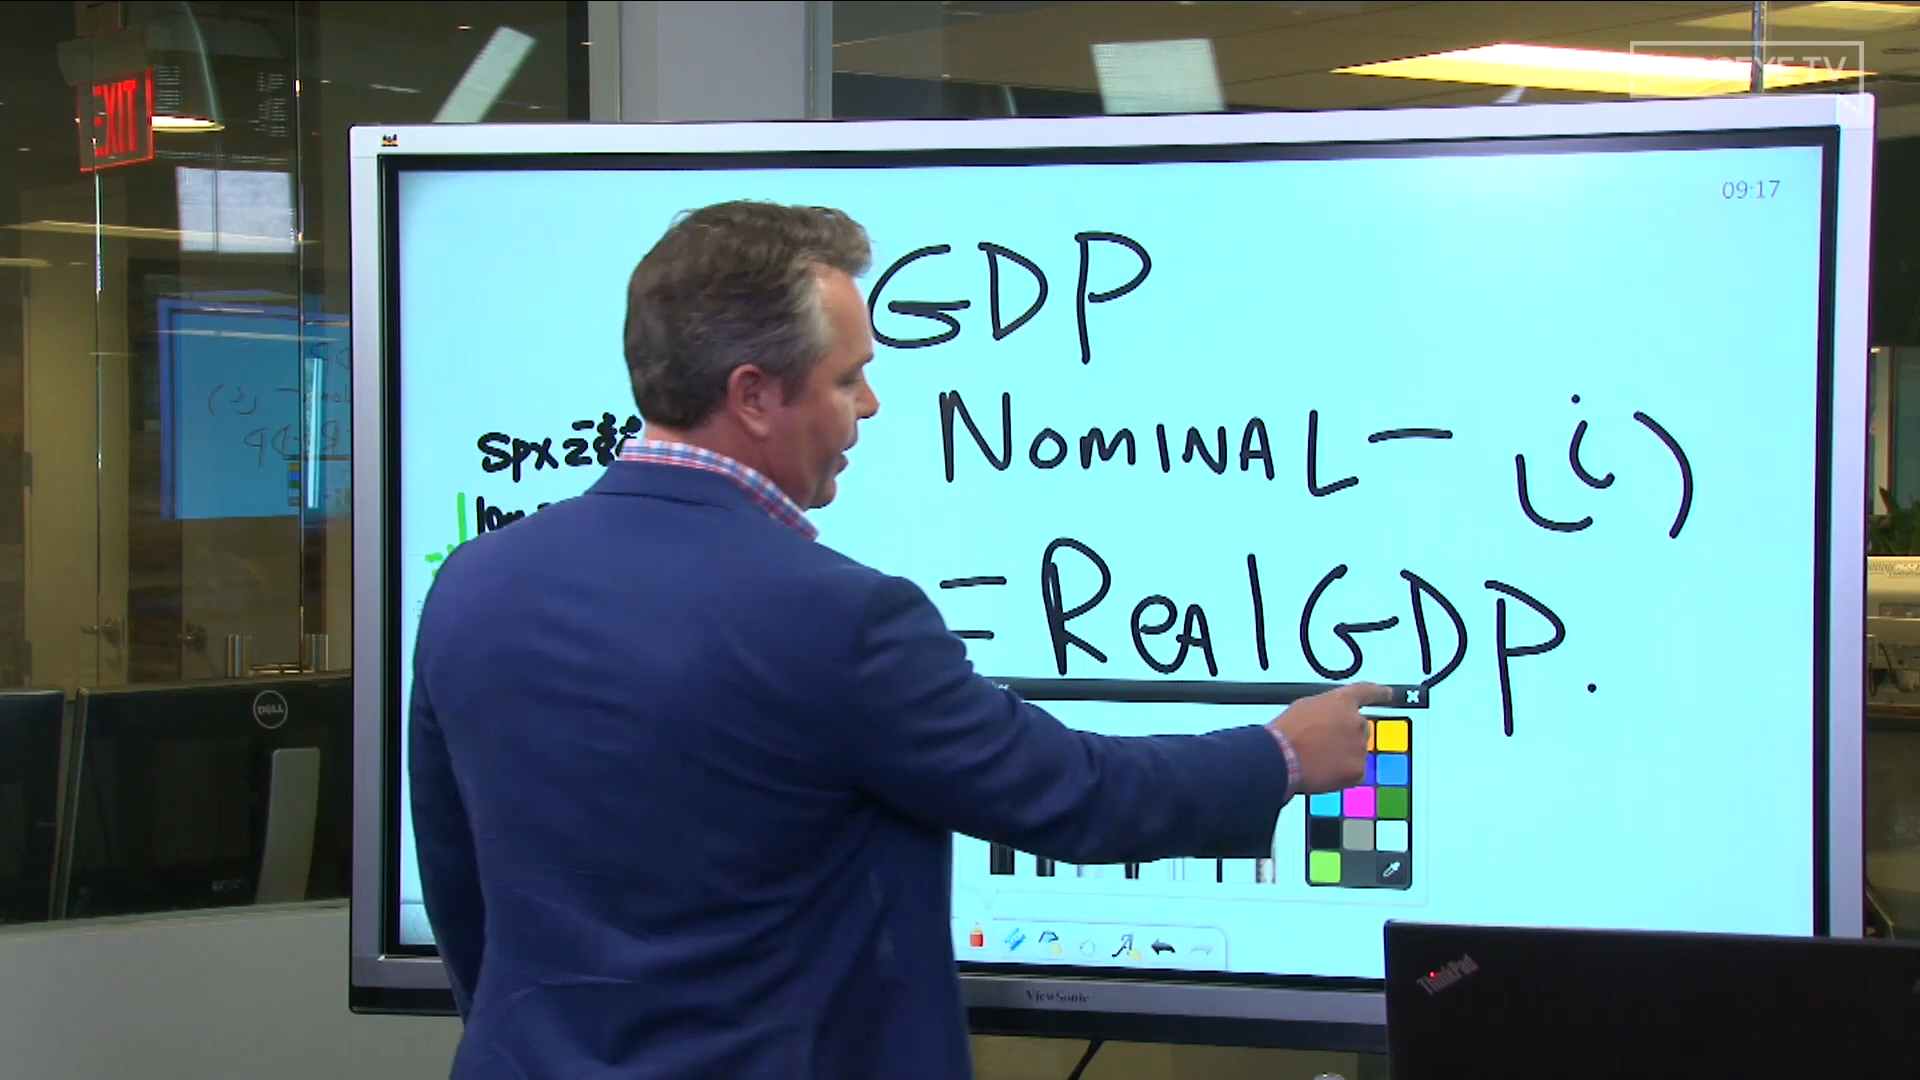 EXIT
09:17
GDP
NOMINAL - (i)
= Real GDP.
Spx
DELL
ViewSonic
ThinkPad